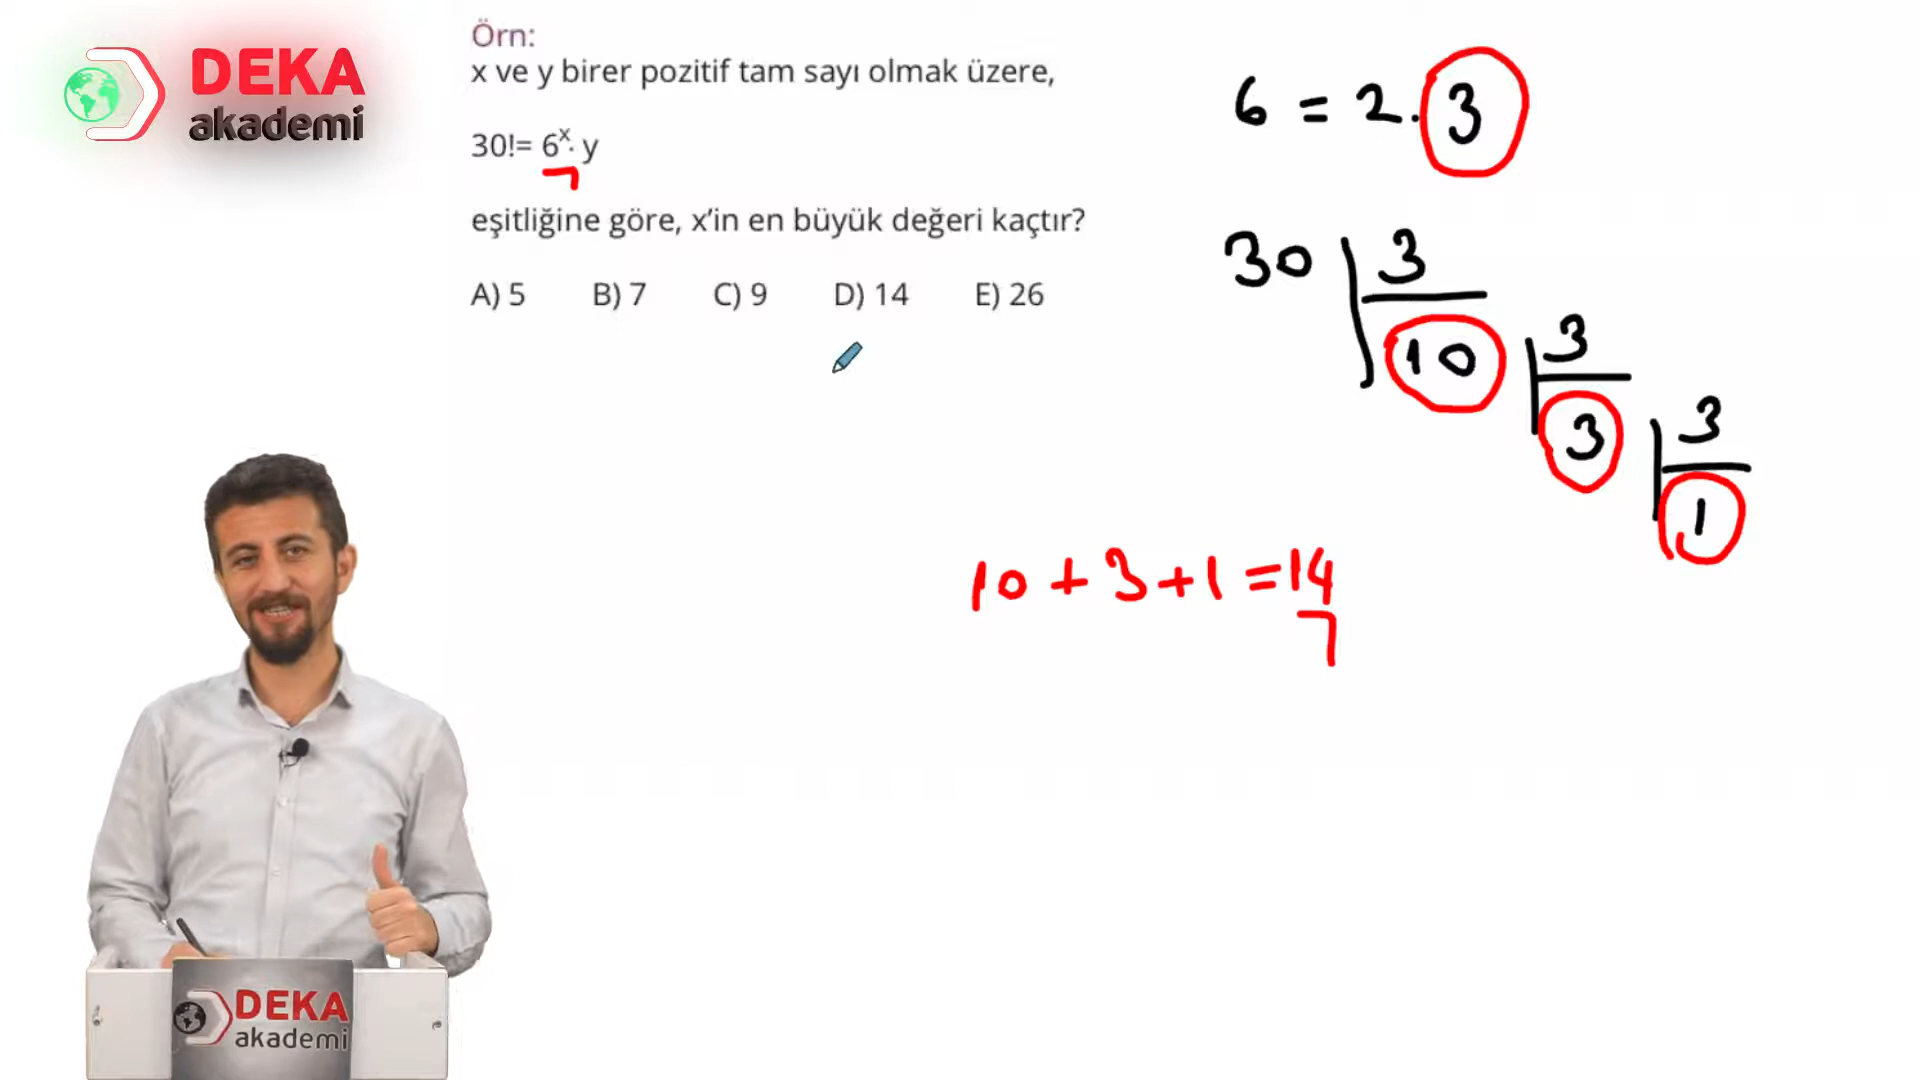 DEKA
akademi
Örn:
x ve y birer pozitif tam sayı olmak üzere,
30!= 6ˣ· y
eşitliğine göre, x’in en büyük değeri kaçtır?
A) 5 B) 7 C) 9 D) 14 E) 26
6 = 2 . 3
30 3
10 3
3 3
1
10 + 3 + 1 = 14
DEKA
akademi